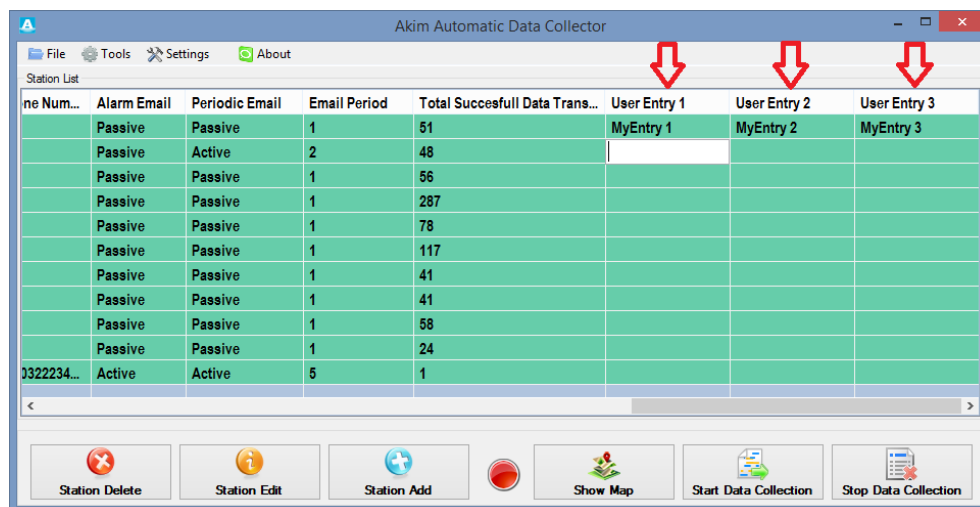 Akim Automatic Data Collector
File Tools Settings About
Station List
ne Num... Alarm Email Periodic Email Email Period Total Succesfull Data Trans... User Entry 1 User Entry 2 User Entry 3
Passive Passive 1 51 MyEntry 1 MyEntry 2 MyEntry 3
Passive Active 2 48
Passive Passive 1 56
Passive Passive 1 287
Passive Passive 1 78
Passive Passive 1 117
Passive Passive 1 41
Passive Passive 1 41
Passive Passive 1 58
Passive Passive 1 24
0322234... Active Active 5 1
Station Delete Station Edit Station Add Show Map Start Data Collection Stop Data Collection